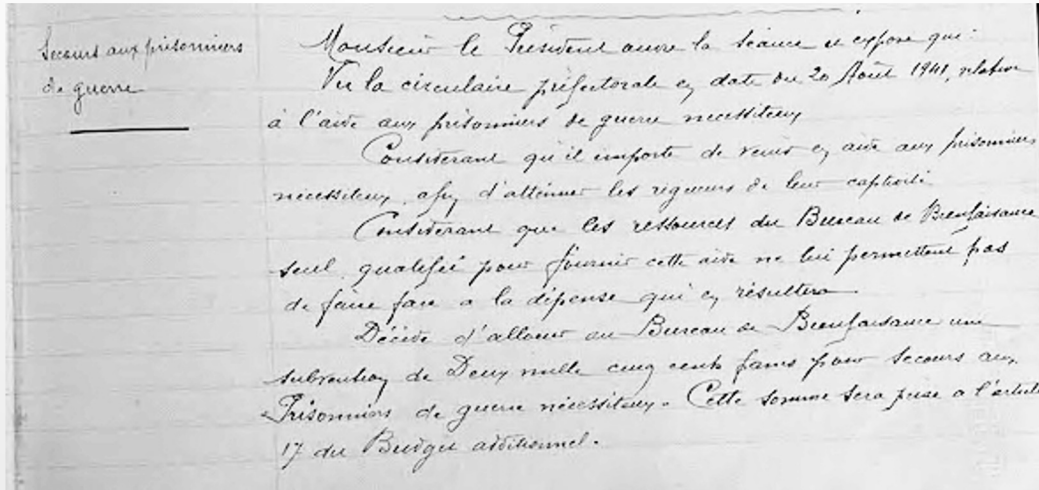 Secours aux prisonniers
de guerre
Monsieur le Président ouvre la séance et expose que :
Vu la circulaire préfectorale en date du 20 Août 1941, relative
à l'aide aux prisonniers de guerre nécessiteux
Considérant qu'il importe de venir en aide aux prisonniers
nécessiteux, afin d'atténuer les rigueurs de leur captivité
Considérant que les ressources du Bureau de Bienfaisance
seul qualifié pour fournir cette aide ne lui permettent pas
de faire face a la dépense qui en résultera
Décide d'allouer au Bureau de Bienfaisance une
subvention de Deux mille cinq cents francs pour secours aux
Prisonniers de guerre nécessiteux. Cette somme sera prise a l'article
17 du Budget additionnel.